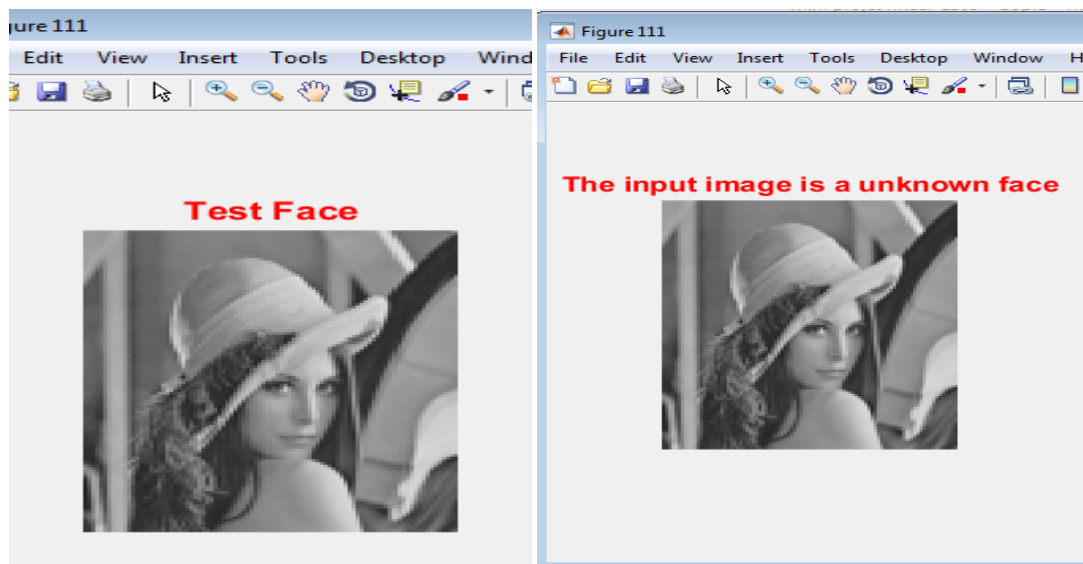 gure 111
Edit View Insert Tools Desktop Wind
Test Face
Figure 111
File Edit View Insert Tools Desktop Window H
The input image is a unknown face